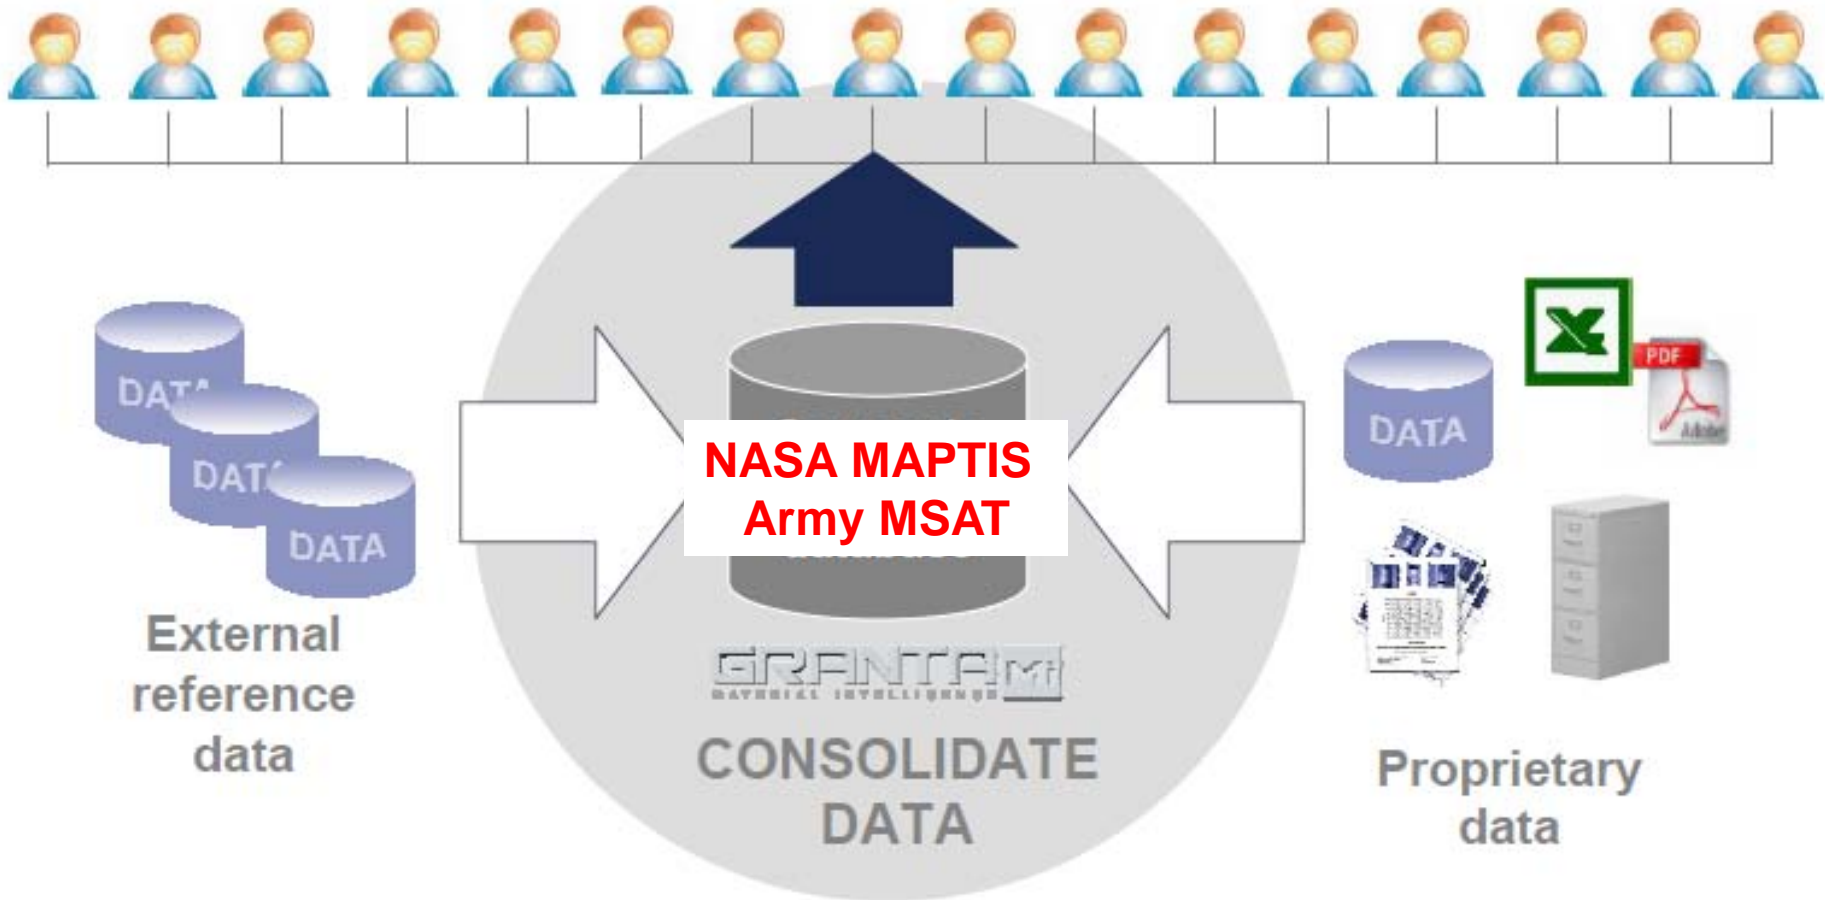 DATA
DATA
DATA
External
reference
data
NASA MAPTIS
Army MSAT
GRANTA MI
MATERIAL INTELLIGENCE
CONSOLIDATE
DATA
DATA
PDF
Adobe
Proprietary
data